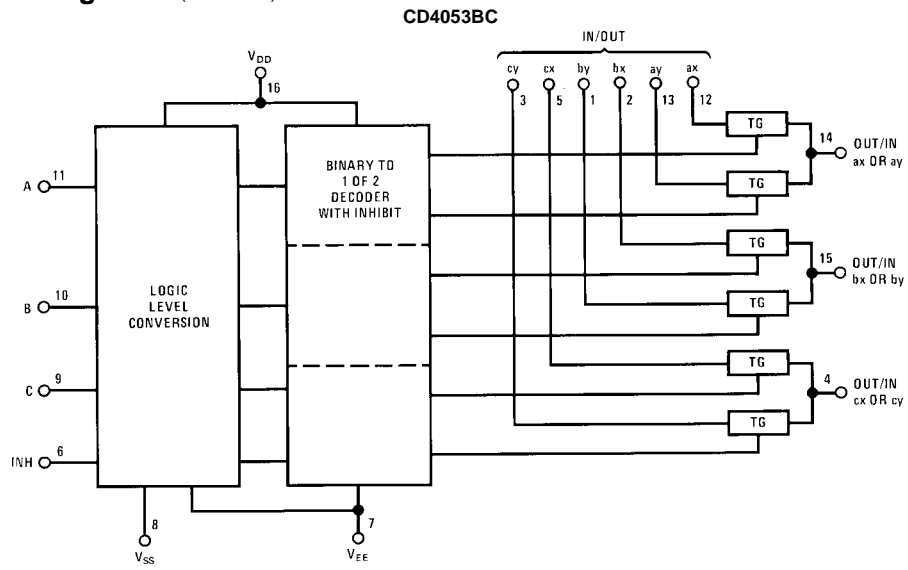 CD4053BC
IN/OUT
cy cx by bx ay ax
3 5 1 2 13 12
V_DD
16
TG
14
OUT/IN
ax OR ay
TG
BINARY TO
1 OF 2
DECODER
WITH INHIBIT
A 11
TG
15
OUT/IN
bx OR by
TG
B 10
LOGIC
LEVEL
CONVERSION
C 9
TG
4
OUT/IN
cx OR cy
TG
INH 6
8
V_SS
7
V_EE